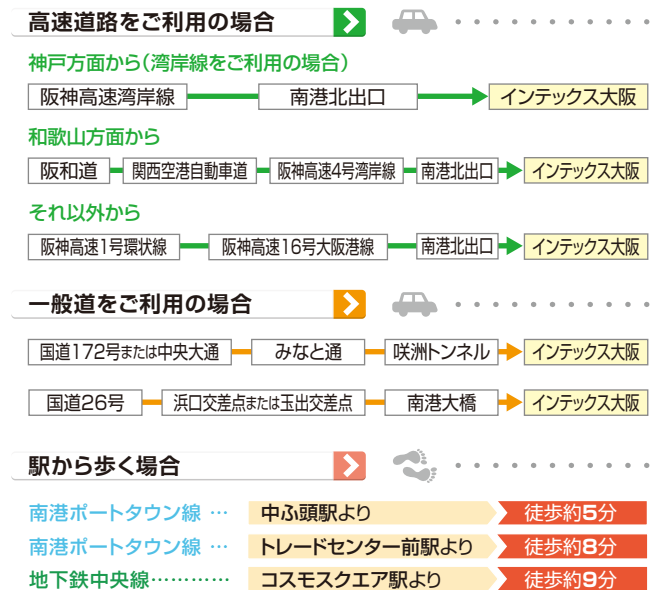 高速道路をご利用の場合
神戸方面から(湾岸線をご利用の場合)
阪神高速湾岸線 南港北出口 インテックス大阪
和歌山方面から
阪和道 関西空港自動車道 阪神高速4号湾岸線 南港北出口 インテックス大阪
それ以外から
阪神高速1号環状線 阪神高速16号大阪港線 南港北出口 インテックス大阪
一般道をご利用の場合
国道172号または中央大通 みなと通 咲洲トンネル インテックス大阪
国道26号 浜口交差点または玉出交差点 南港大橋 インテックス大阪
駅から歩く場合
南港ポートタウン線 … 中ふ頭駅より 徒歩約5分
南港ポートタウン線 … トレードセンター前駅より 徒歩約8分
地下鉄中央線………… コスモスクエア駅より 徒歩約9分